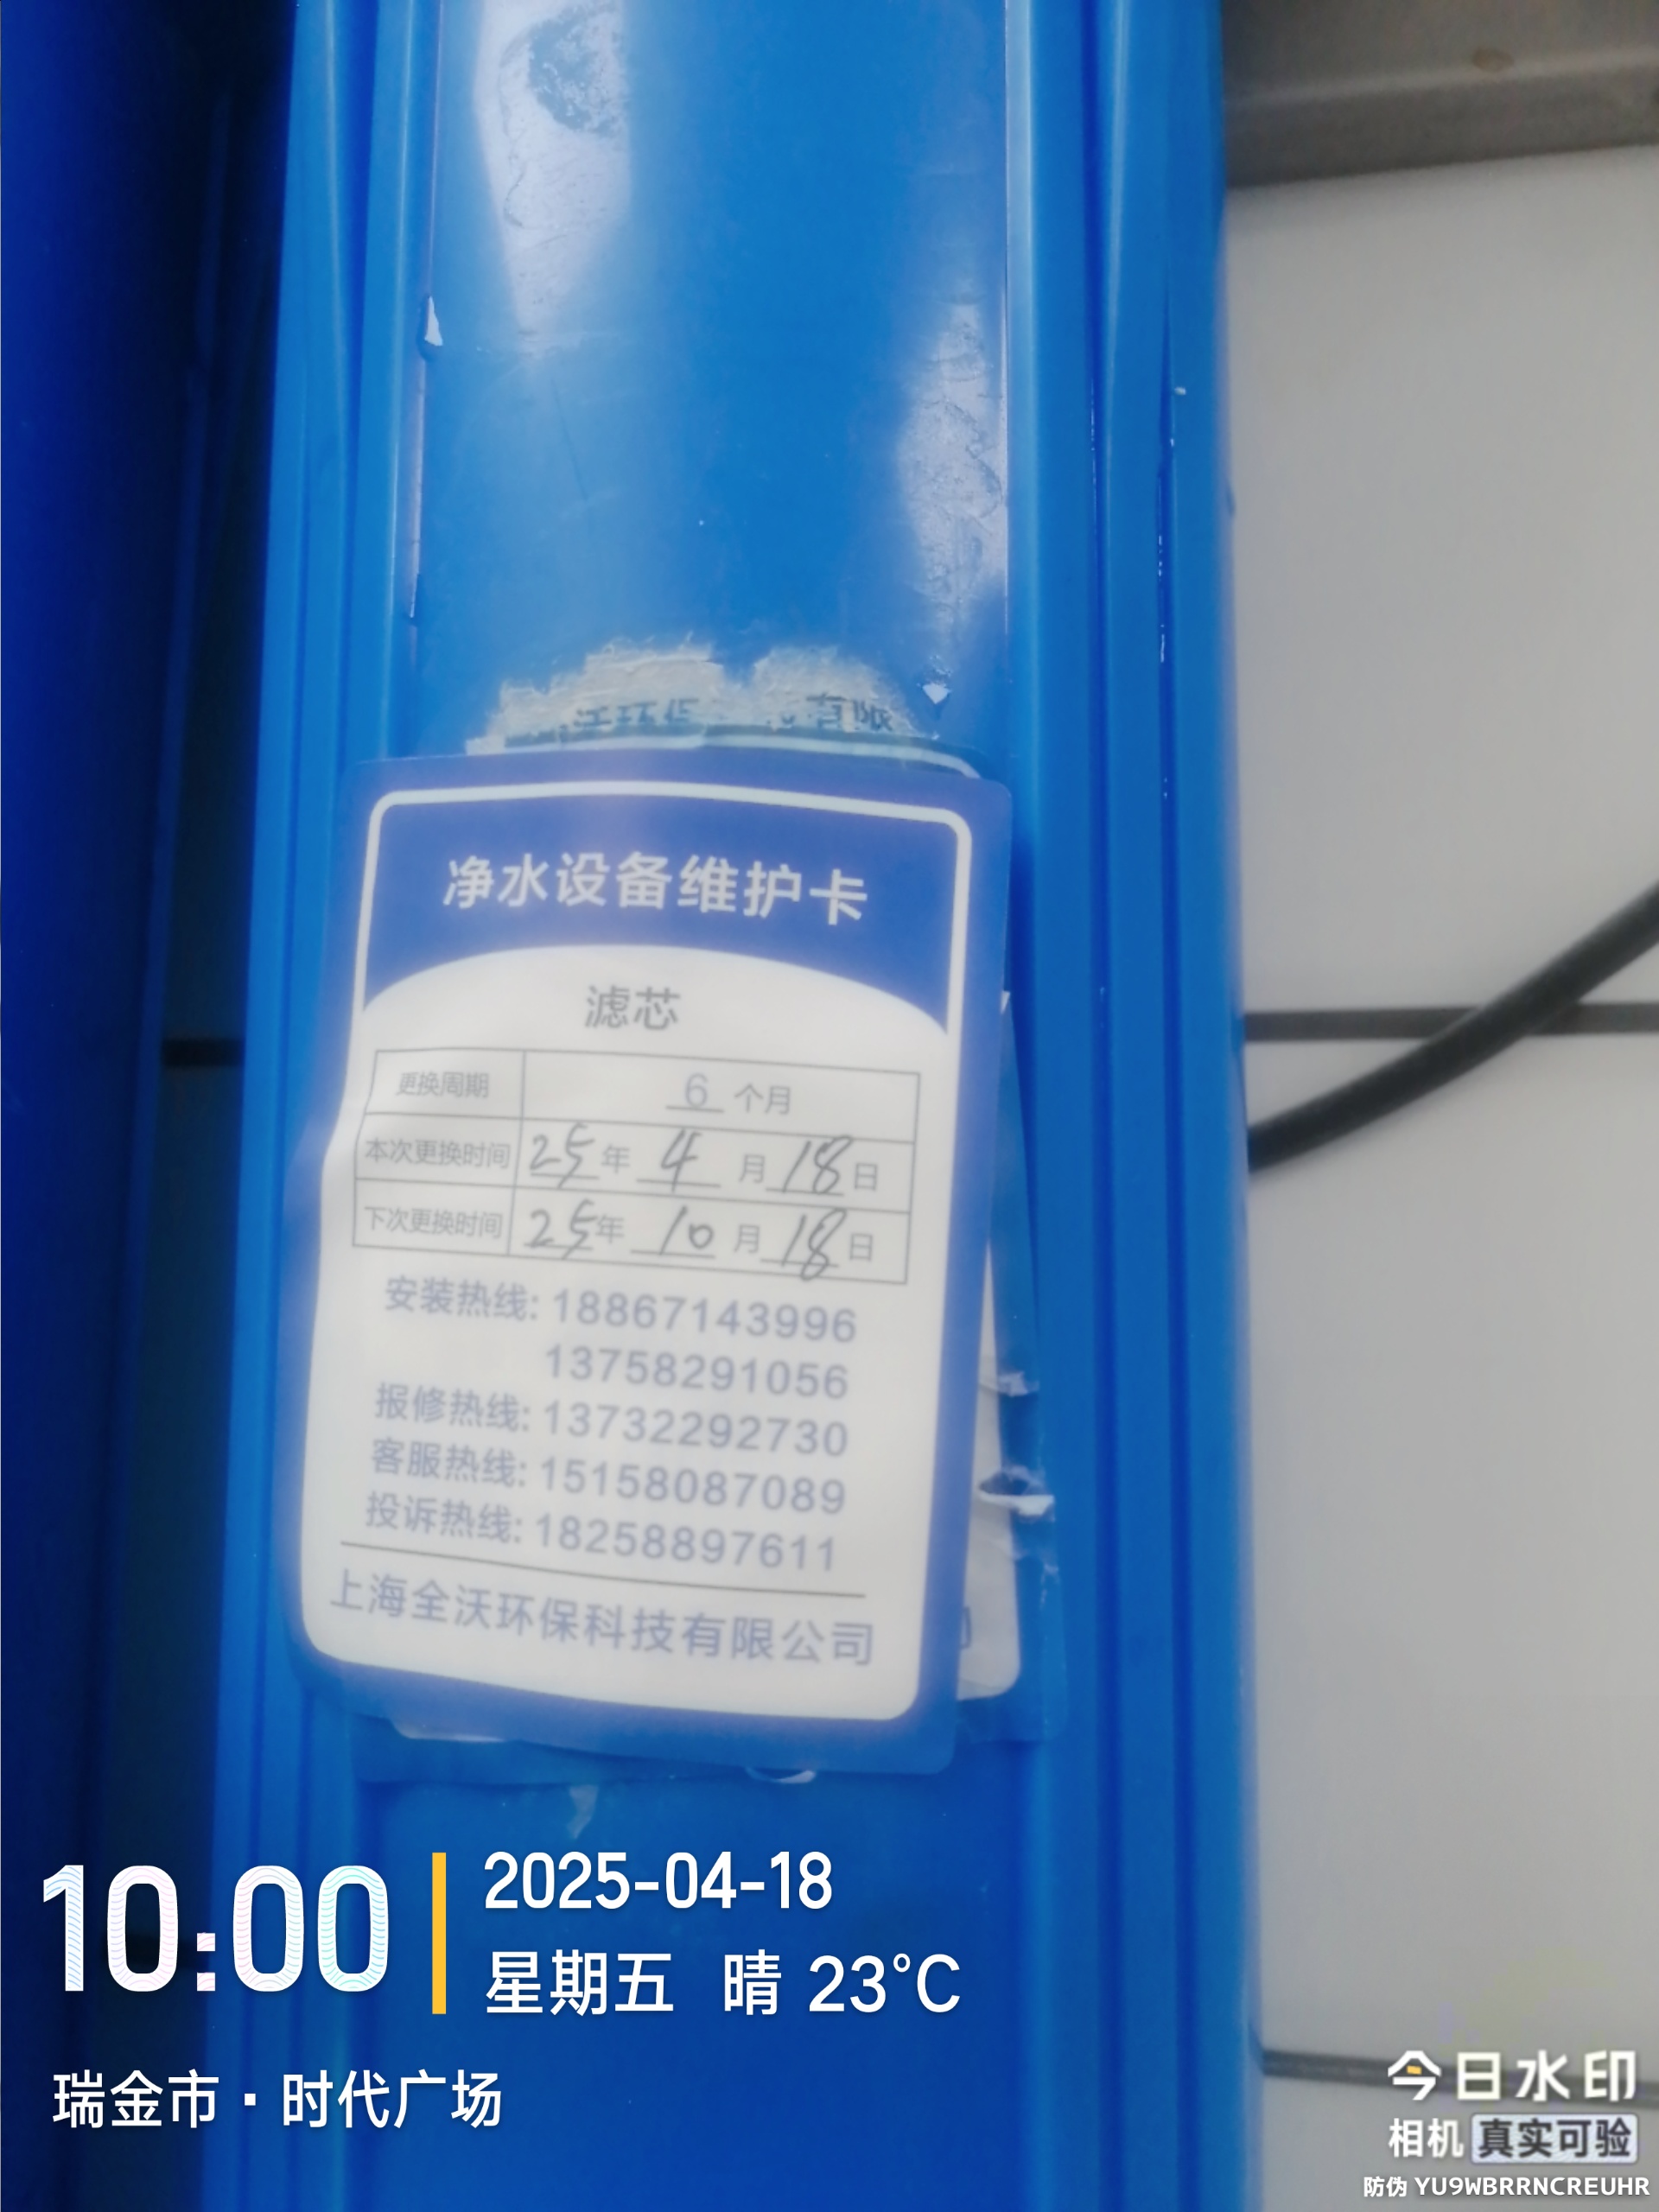 沃环保 有限
净水设备维护卡
滤芯
更换周期 6 个月
本次更换时间 25年 4 月 18日
下次更换时间 25年 10 月 18日
安装热线: 18867143996
13758291056
报修热线: 13732292730
客服热线: 15158087089
投诉热线: 18258897611
上海全沃环保科技有限公司
10:00
2025-04-18
星期五 晴 23°C
瑞金市·时代广场
今日水印
相机 真实可验
防伪 YU9WBRRNCREUHR